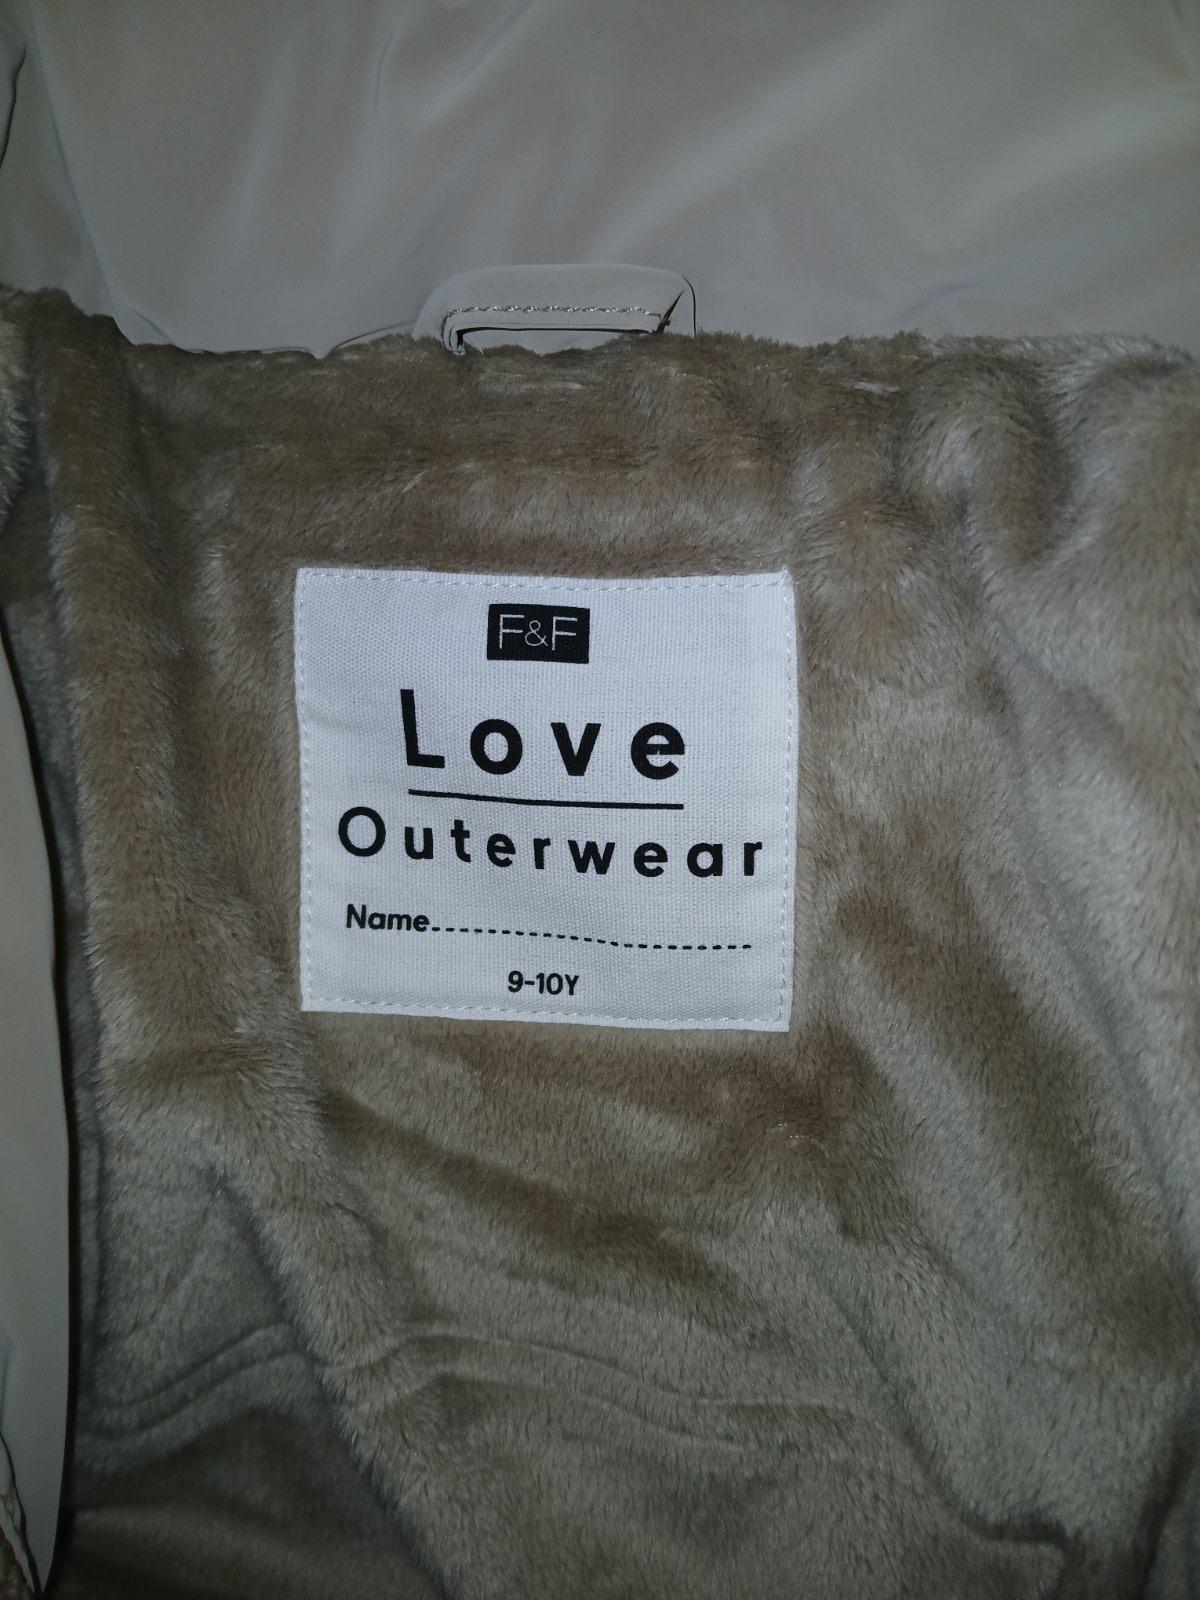 F&F
Love
Outerwear
Name........................................
9-10Y